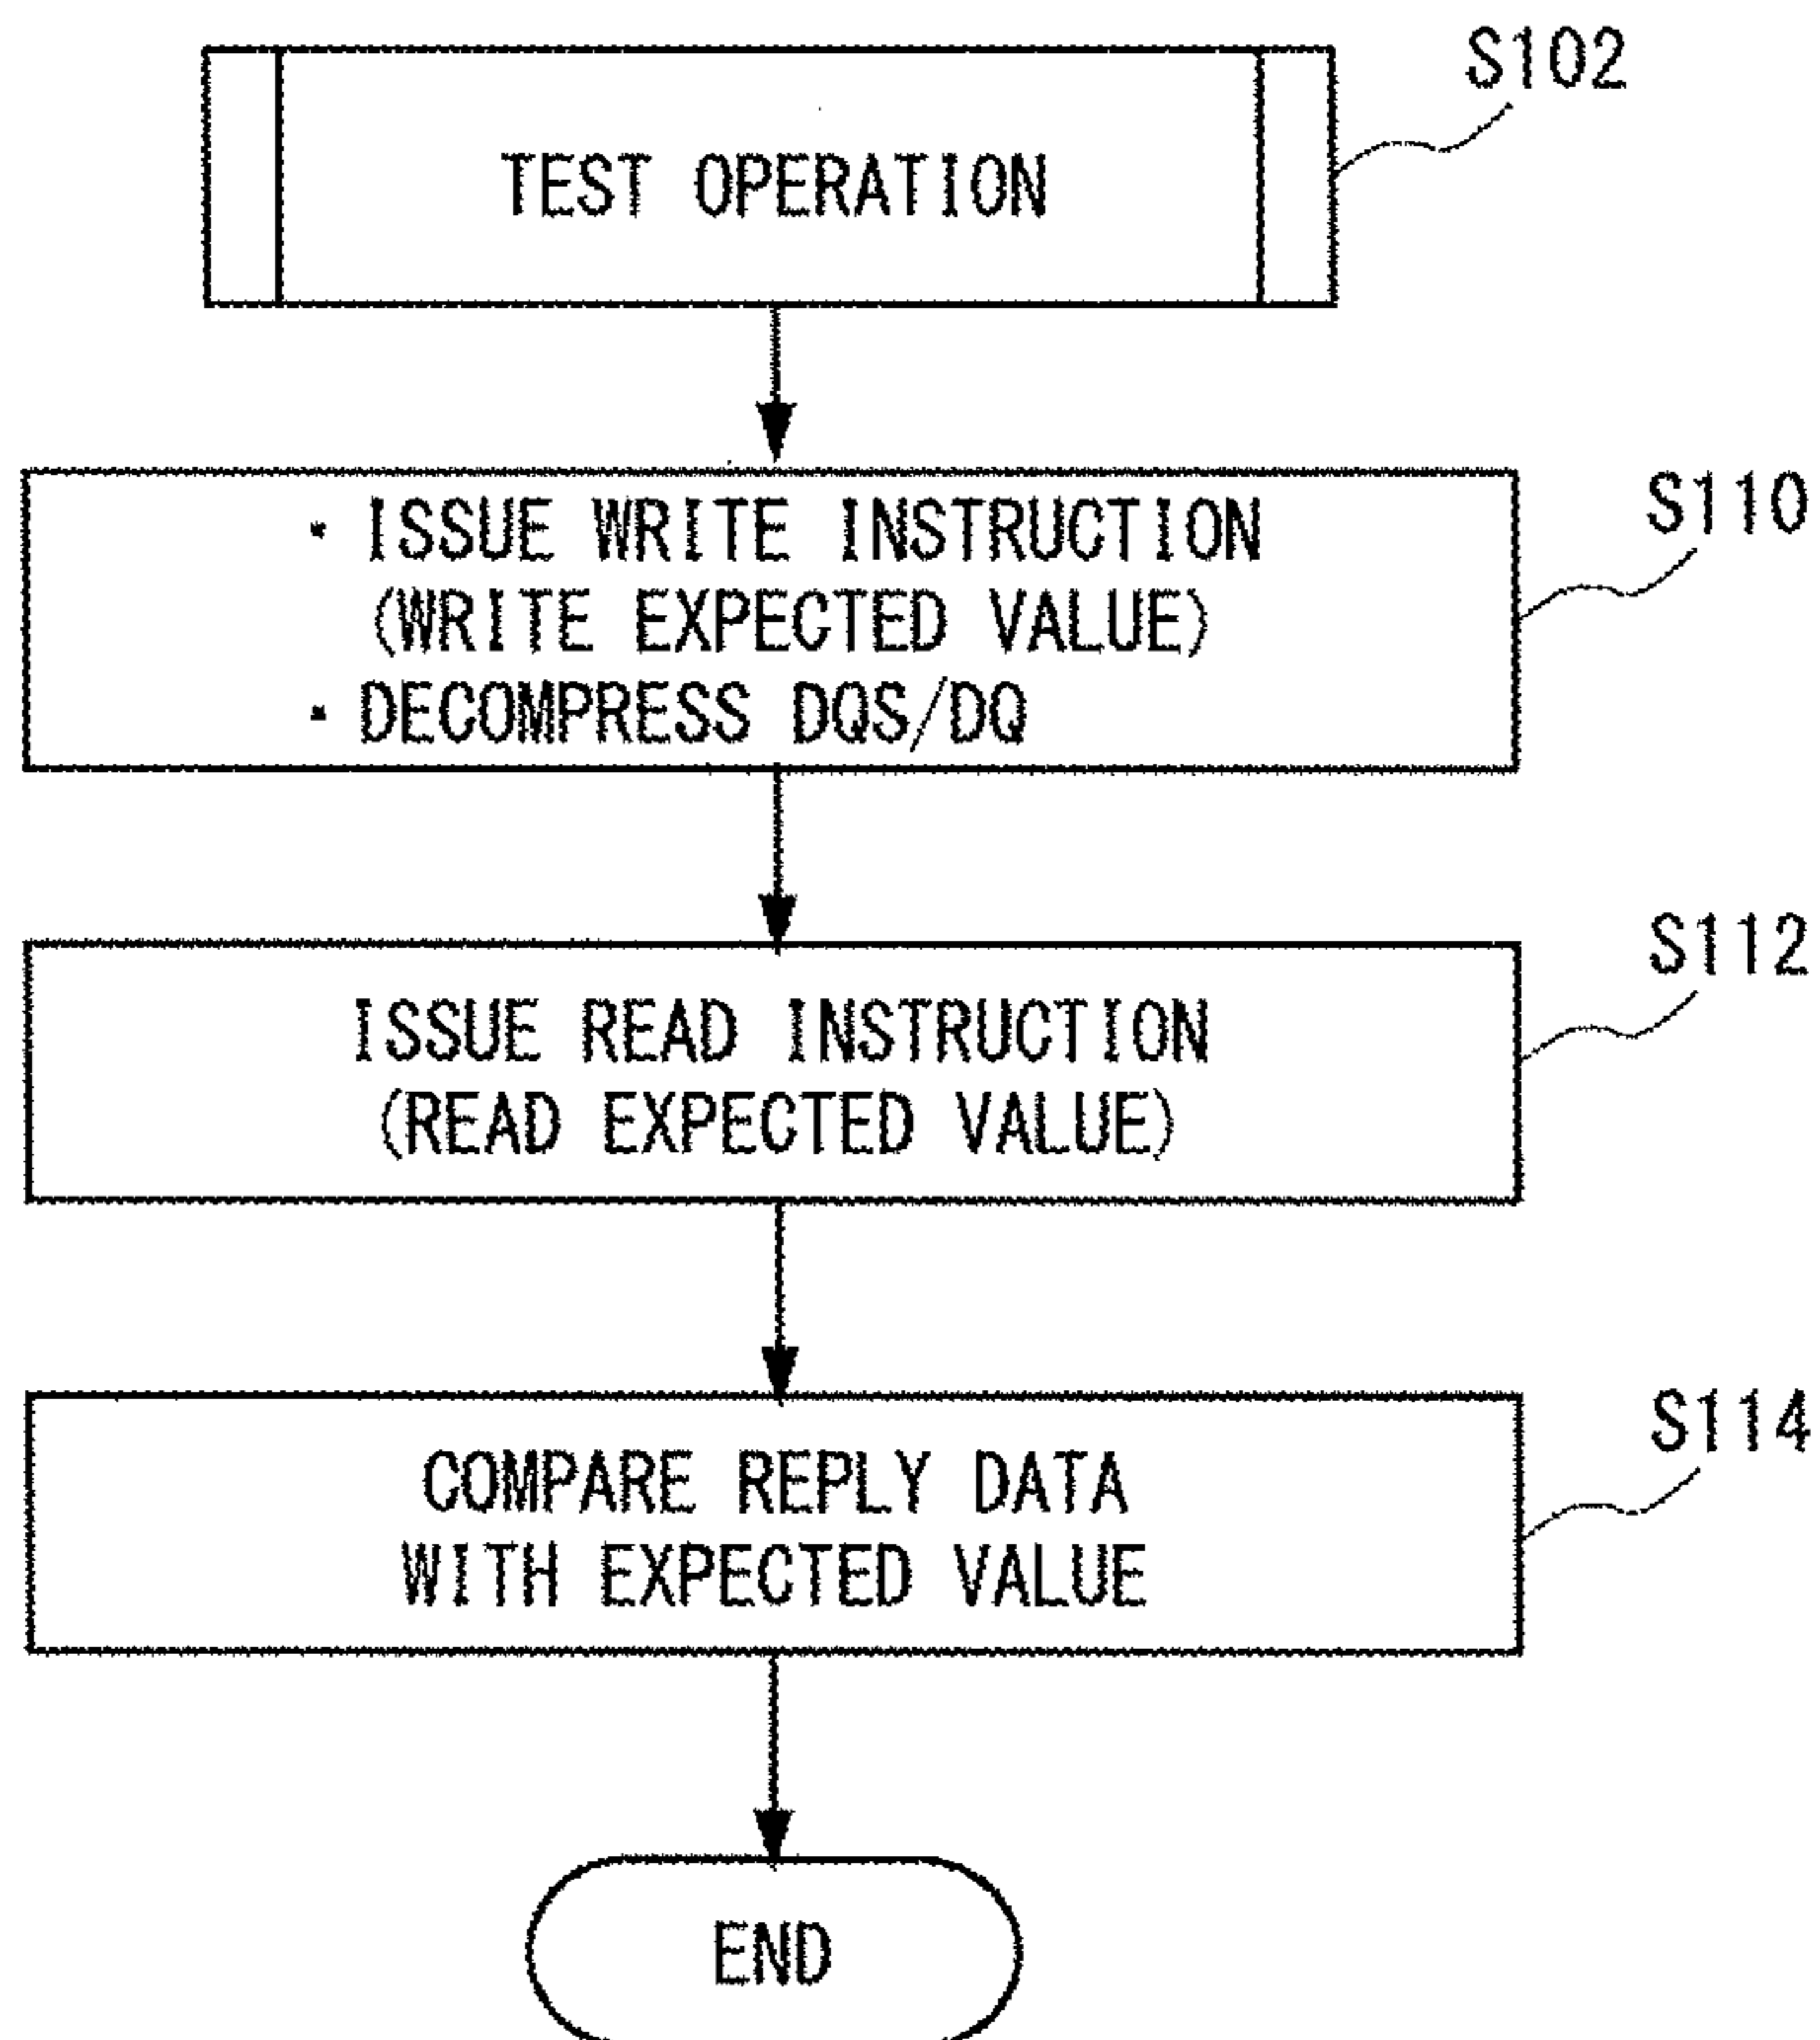 S102
TEST OPERATION
S110
・ISSUE WRITE INSTRUCTION
(WRITE EXPECTED VALUE)
・DECOMPRESS DQS/DQ
S112
ISSUE READ INSTRUCTION
(READ EXPECTED VALUE)
S114
COMPARE REPLY DATA
WITH EXPECTED VALUE
END